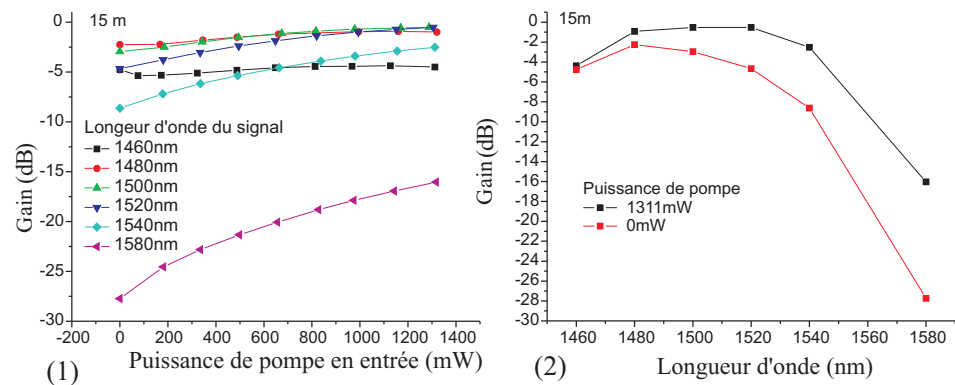 15 m
0
-5
-10
-15
-20
-25
-30
Gain (dB)
Longeur d'onde du signal
1460nm
1480nm
1500nm
1520nm
1540nm
1580nm
-200 0 200 400 600 800 1000 1200 1400
Puissance de pompe en entrée (mW)
(1)
15m
0
-2
-4
-6
-8
-10
-12
-14
-16
-18
-20
-22
-24
-26
-28
-30
Gain (dB)
Puissance de pompe
1311mW
0mW
1460 1480 1500 1520 1540 1560 1580
Longueur d'onde (nm)
(2)